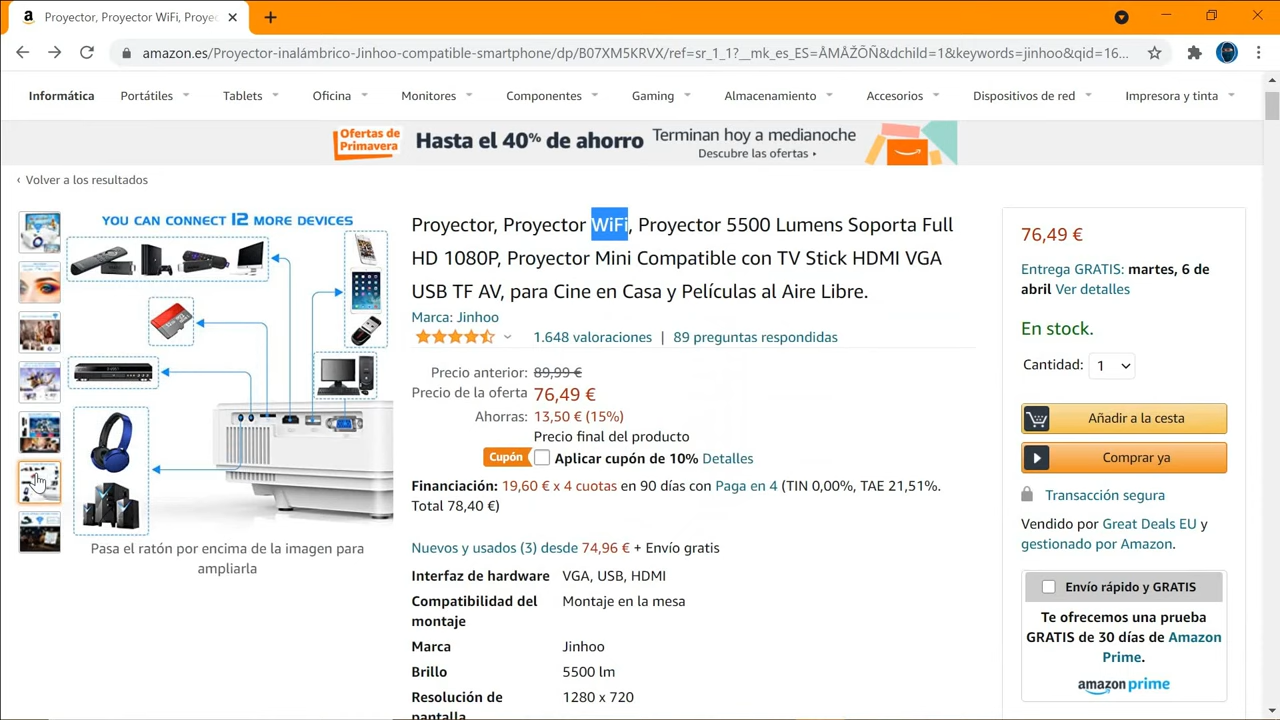 Proyector, Proyector WiFi, Proye
amazon.es/Proyector-inalámbrico-Jinhoo-compatible-smartphone/dp/B07XM5KRVX/ref=sr_1_1?__mk_es_ES=ÅMÅŽÕÑ&dchild=1&keywords=jinhoo&qid=16...
Informática Portátiles Tablets Oficina Monitores Componentes Gaming Almacenamiento Accesorios Dispositivos de red Impresora y tinta
Ofertas de Primavera
Hasta el 40% de ahorro
Terminan hoy a medianoche
Descubre las ofertas ▸
‹ Volver a los resultados
YOU CAN CONNECT 12 MORE DEVICES
Pasa el ratón por encima de la imagen para
ampliarla
Proyector, Proyector WiFi, Proyector 5500 Lumens Soporta Full
HD 1080P, Proyector Mini Compatible con TV Stick HDMI VGA
USB TF AV, para Cine en Casa y Películas al Aire Libre.
Marca: Jinhoo
1.648 valoraciones | 89 preguntas respondidas
Precio anterior: 89,99 €
Precio de la oferta 76,49 €
Ahorras: 13,50 € (15%)
Precio final del producto
Cupón Aplicar cupón de 10% Detalles
Financiación: 19,60 € x 4 cuotas en 90 días con Paga en 4 (TIN 0,00%, TAE 21,51%.
Total 78,40 €)
Nuevos y usados (3) desde 74,96 € + Envío gratis
Interfaz de hardware VGA, USB, HDMI
Compatibilidad del montaje Montaje en la mesa
Marca Jinhoo
Brillo 5500 lm
Resolución de pantalla 1280 x 720
76,49 €
Entrega GRATIS: martes, 6 de
abril Ver detalles
En stock.
Cantidad: 1
Añadir a la cesta
Comprar ya
Transacción segura
Vendido por Great Deals EU y
gestionado por Amazon.
Envío rápido y GRATIS
Te ofrecemos una prueba
GRATIS de 30 días de Amazon
Prime.
amazon prime